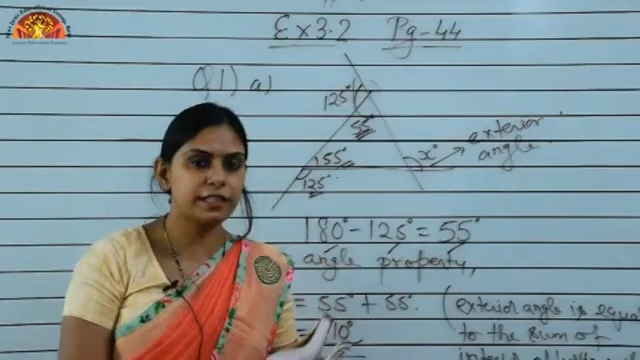 Ex 3.2 Pg-44
Q1) a)
125°
55
x°
exterior
angle.
55°
125°
180° - 125° = 55°
angle property,
= 55° + 55° (exterior angle is equal
= 110° to the sum of